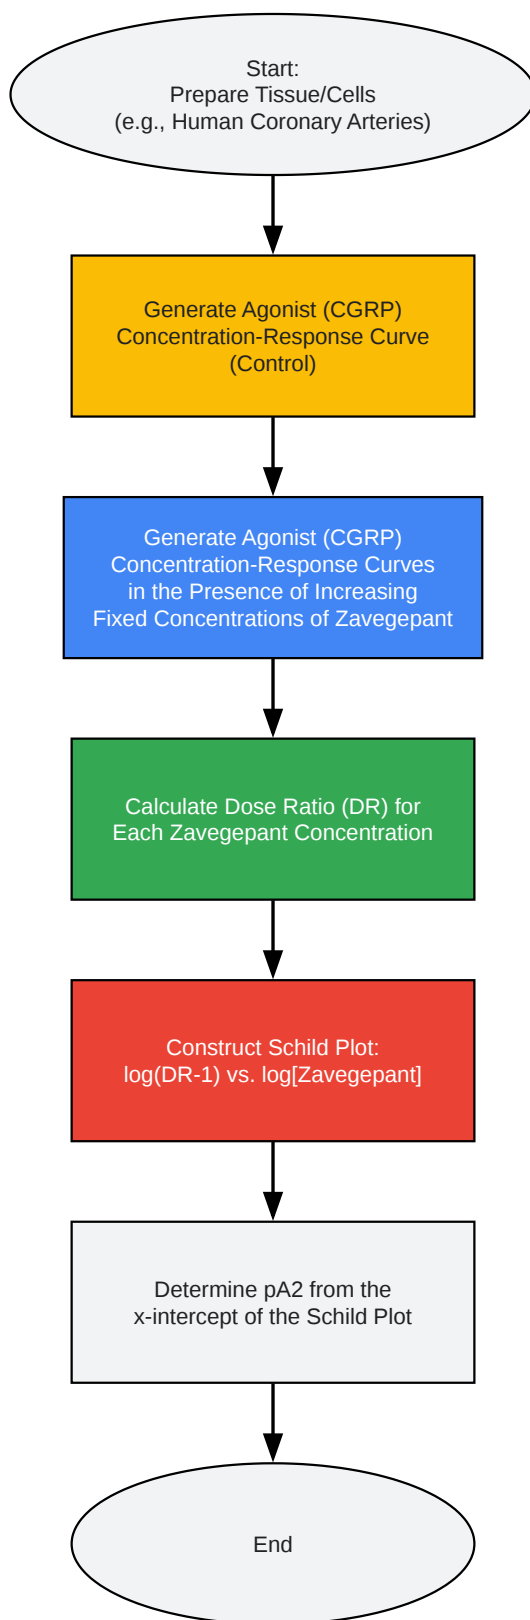 Start:
Prepare Tissue/Cells
(e.g., Human Coronary Arteries)
Generate Agonist (CGRP)
Concentration-Response Curve
(Control)
Generate Agonist (CGRP)
Concentration-Response Curves
in the Presence of Increasing
Fixed Concentrations of Zavegepant
Calculate Dose Ratio (DR) for
Each Zavegepant Concentration
Construct Schild Plot:
log(DR-1) vs. log[Zavegepant]
Determine pA2 from the
x-intercept of the Schild Plot
End